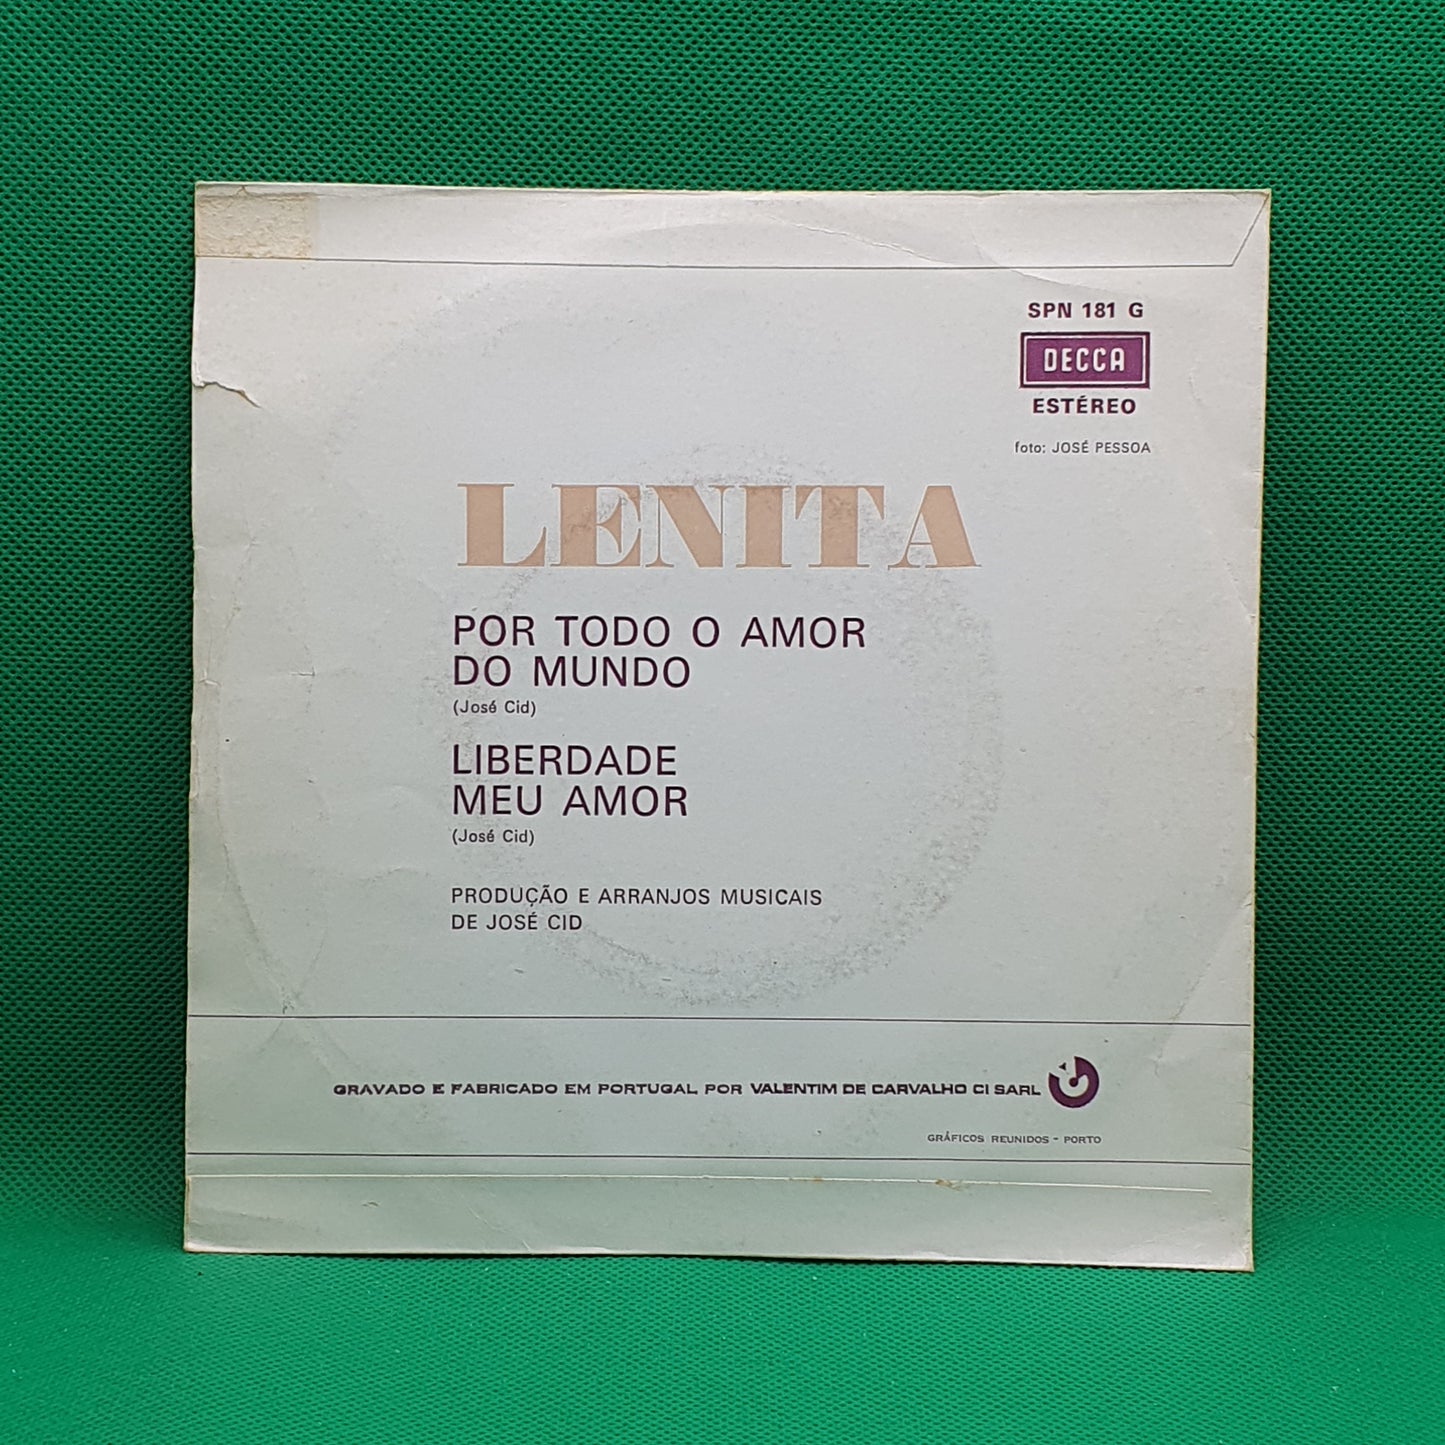 SPN 181 G
DECCA
ESTÉREO
foto: JOSÉ PESSOA
LENITA
POR TODO O AMOR
DO MUNDO
(José Cid)
LIBERDADE
MEU AMOR
(José Cid)
PRODUÇÃO E ARRANJOS MUSICAIS
DE JOSÉ CID
GRAVADO E FABRICADO EM PORTUGAL POR VALENTIM DE CARVALHO CI SARL
GRÁFICOS REUNIDOS - PORTO